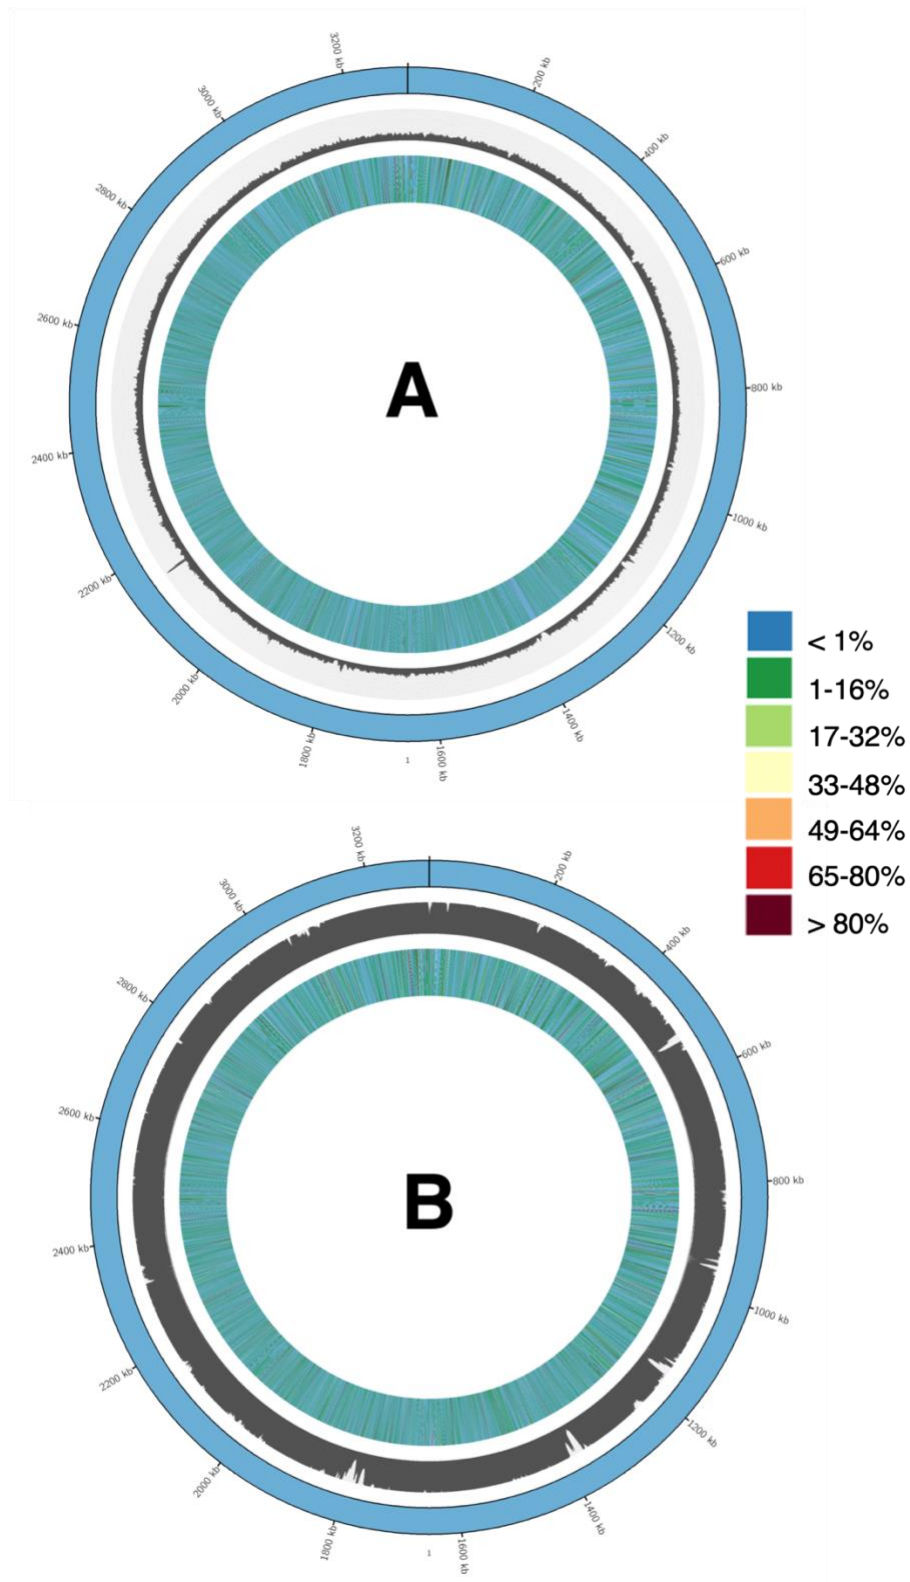 3200 kb
200 kb
3000 kb
400 kb
2800 kb
600 kb
2600 kb
A
800 kb
2400 kb
1000 kb
2200 kb
1200 kb
2000 kb
1400 kb
1800 kb
1
1600 kb
< 1%
1-16%
17-32%
33-48%
49-64%
65-80%
> 80%
3200 kb
200 kb
3000 kb
400 kb
2800 kb
600 kb
2600 kb
B
800 kb
2400 kb
1000 kb
2200 kb
1200 kb
2000 kb
1400 kb
1800 kb
1
1600 kb